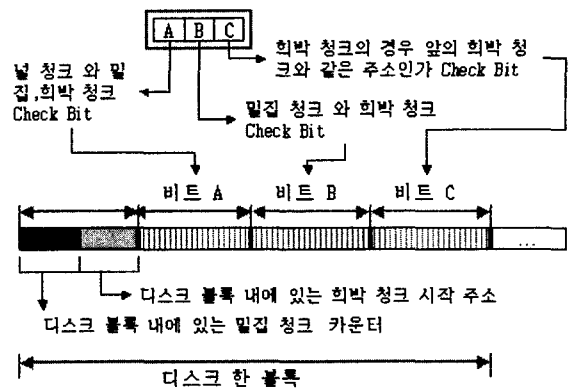 A B C
널 청크 와 밀
집,희박 청크
Check Bit
희박 청크의 경우 앞의 희박 청
크와 같은 주소인가 Check Bit
밀집 청크 와 희박 청크
Check Bit
비트 A
비트 B
비트 C
...
디스크 블록 내에 있는 희박 청크 시작 주소
디스크 블록 내에 있는 밀집 청크 카운터
디스크 한 블록